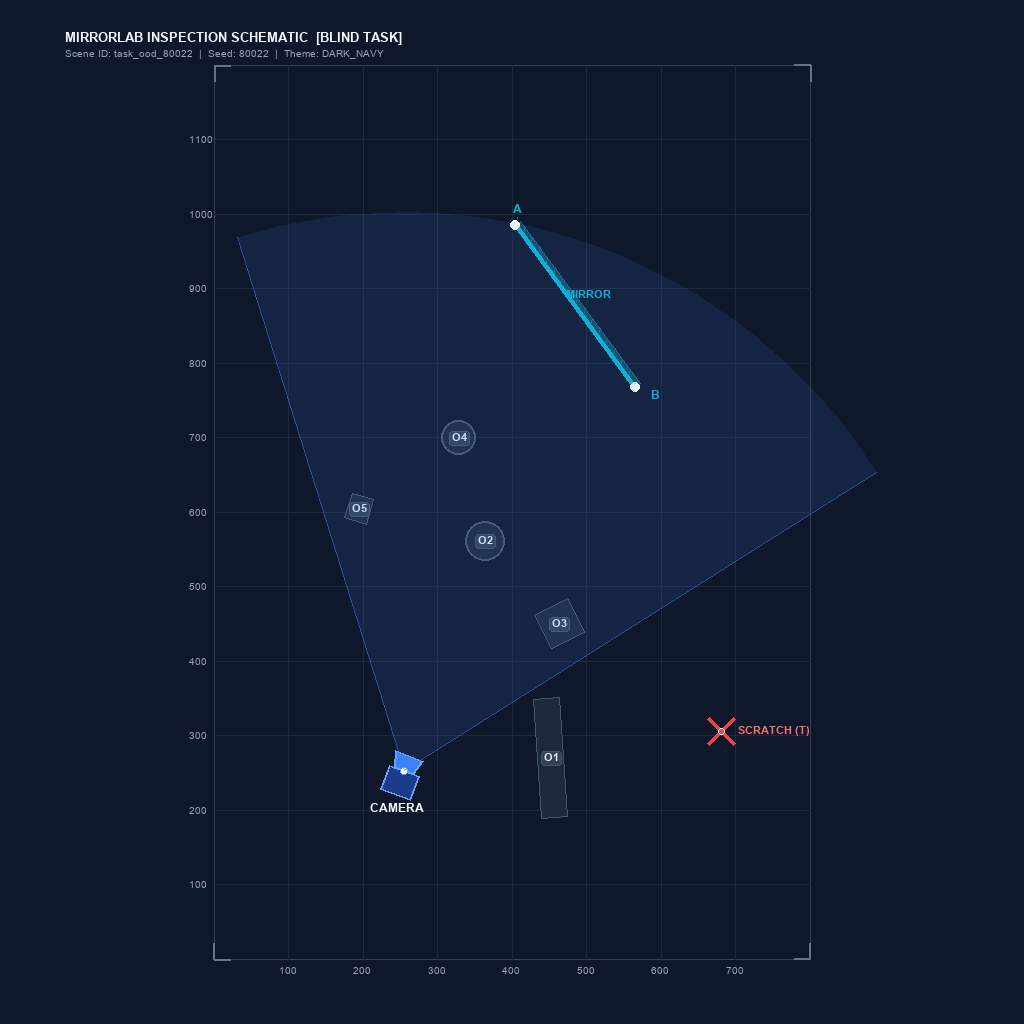 MIRRORLAB INSPECTION SCHEMATIC [BLIND TASK]
Scene ID: task_ood_80022 | Seed: 80022 | Theme: DARK_NAVY
1100
A
1000
900
MIRROR
800
B
700
O4
600
O5
O2
500
O3
400
300
SCRATCH (T)
O1
200
CAMERA
100
100 200 300 400 500 600 700